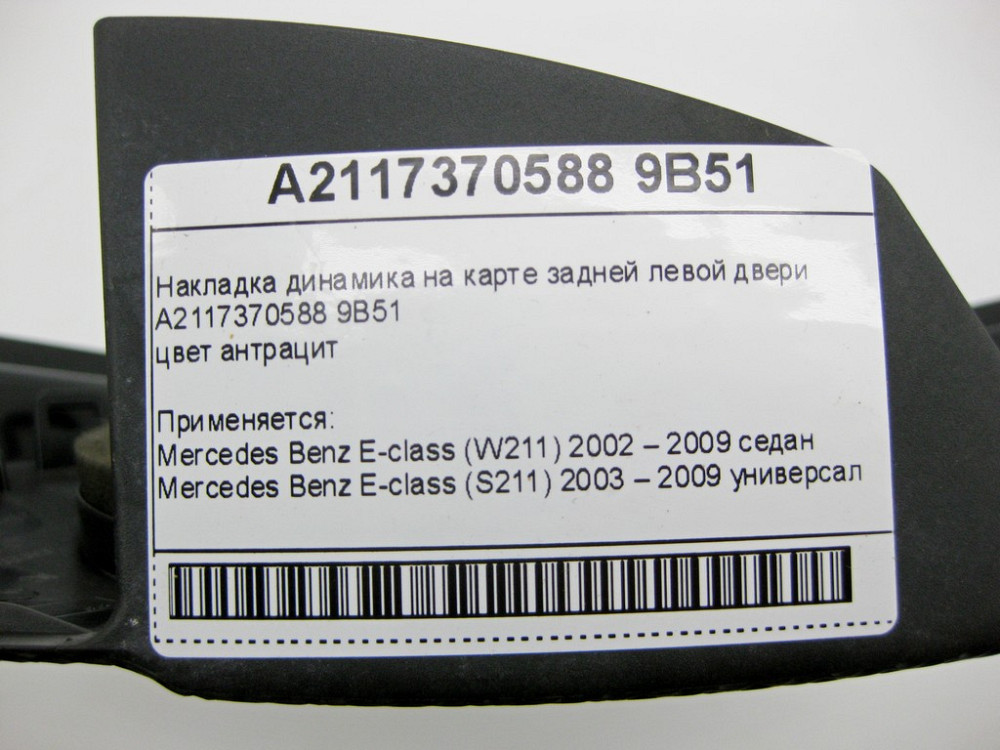 A2117370588 9B51
Накладка динамика на карте задней левой двери
A2117370588 9B51
цвет антрацит
Применяется:
Mercedes Benz E-class (W211) 2002 – 2009 седан
Mercedes Benz E-class (S211) 2003 – 2009 универсал